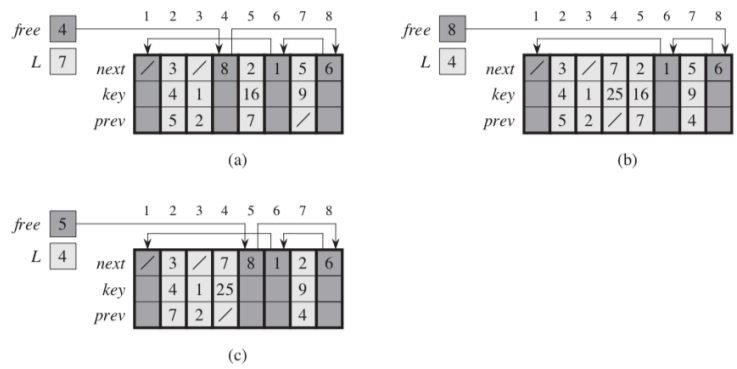 free 4 1 2 3 4 5 6 7 8
L 7 next / 3 / 8 2 1 5 6
key 4 1 16 9
prev 5 2 7 /
(a)
free 8 1 2 3 4 5 6 7 8
L 4 next / 3 / 7 2 1 5 6
key 4 1 25 16 9
prev 5 2 / 7 4
(b)
free 5 1 2 3 4 5 6 7 8
L 4 next / 3 / 7 8 1 2 6
key 4 1 25 9
prev 7 2 / 4
(c)